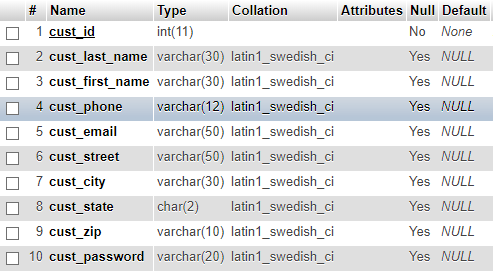 # Name Type Collation Attributes Null Default
1 cust_id int(11) No None
2 cust_last_name varchar(30) latin1_swedish_ci Yes NULL
3 cust_first_name varchar(30) latin1_swedish_ci Yes NULL
4 cust_phone varchar(12) latin1_swedish_ci Yes NULL
5 cust_email varchar(50) latin1_swedish_ci Yes NULL
6 cust_street varchar(50) latin1_swedish_ci Yes NULL
7 cust_city varchar(30) latin1_swedish_ci Yes NULL
8 cust_state char(2) latin1_swedish_ci Yes NULL
9 cust_zip varchar(10) latin1_swedish_ci Yes NULL
10 cust_password varchar(20) latin1_swedish_ci Yes NULL